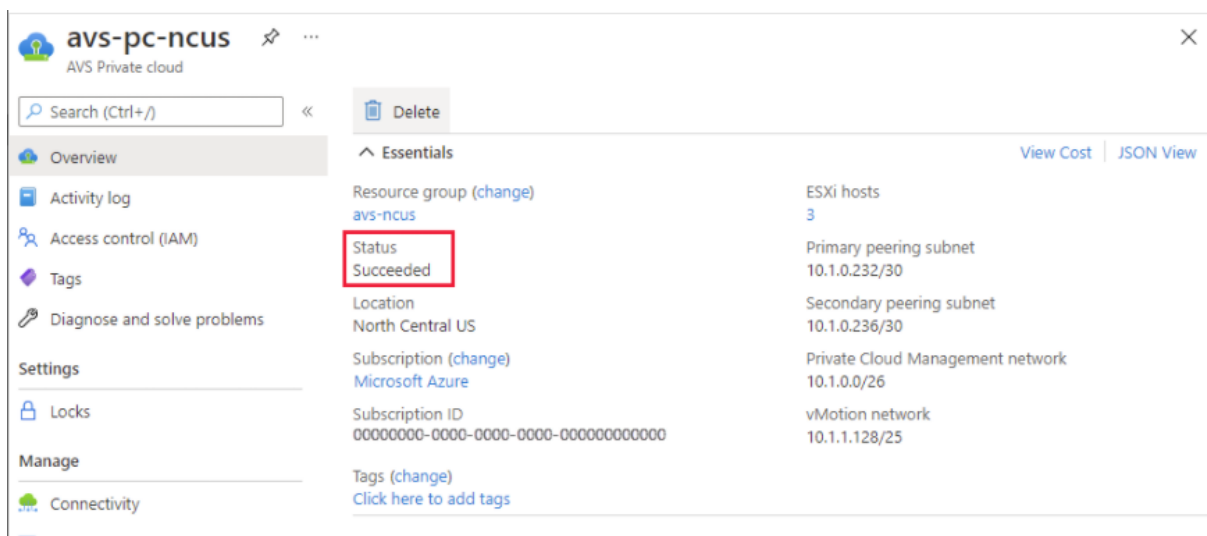 avs-pc-ncus
AVS Private cloud
Search (Ctrl+/)
Overview
Activity log
Access control (IAM)
Tags
Diagnose and solve problems
Settings
Locks
Manage
Connectivity
Delete
Essentials
View Cost
JSON View
Resource group (change)
avs-ncus
Status
Succeeded
Location
North Central US
Subscription (change)
Microsoft Azure
Subscription ID
00000000-0000-0000-0000-000000000000
Tags (change)
Click here to add tags
ESXi hosts
3
Primary peering subnet
10.1.0.232/30
Secondary peering subnet
10.1.0.236/30
Private Cloud Management network
10.1.0.0/26
vMotion network
10.1.1.128/25